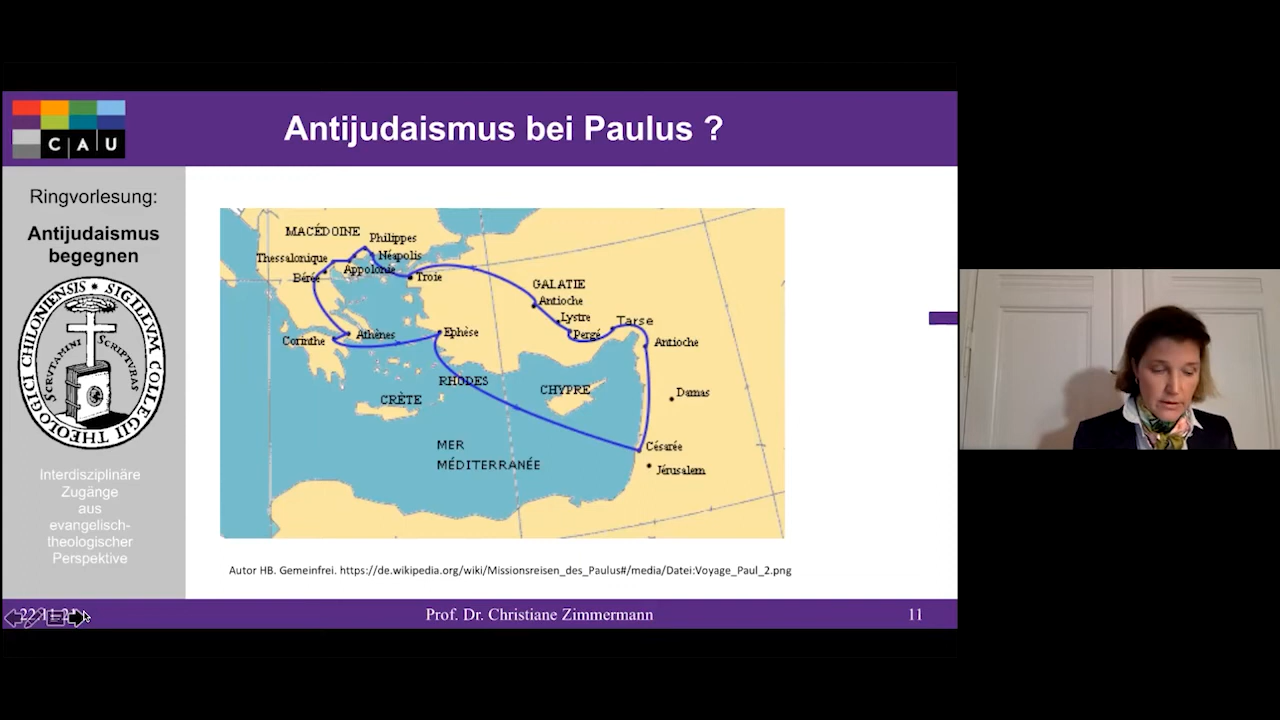 Antijudaismus bei Paulus ?
C|A|U
Ringvorlesung:
Antijudaismus
begegnen
SIGILLVM COLLEGII THEOLOGICI CHILONIENSIS
SCRUTAMINI SCRIPTURAS
Interdisziplinäre
Zugänge
aus
evangelisch-
theologischer
Perspektive
MACÉDOINE
Philippes
Thessalonique
Néapolis
Bérée
Appolonie
Troie
GALATIE
Antioche
Lystre
Pergé
Tarse
Corinthe
Athènes
Ephèse
Antioche
RHODES
CHYPRE
Damas
CRÈTE
MER
MÉDITERRANÉE
Césarée
Jérusalem
Autor HB. Gemeinfrei. https://de.wikipedia.org/wiki/Missionsreisen_des_Paulus#/media/Datei:Voyage_Paul_2.png
Prof. Dr. Christiane Zimmermann
11